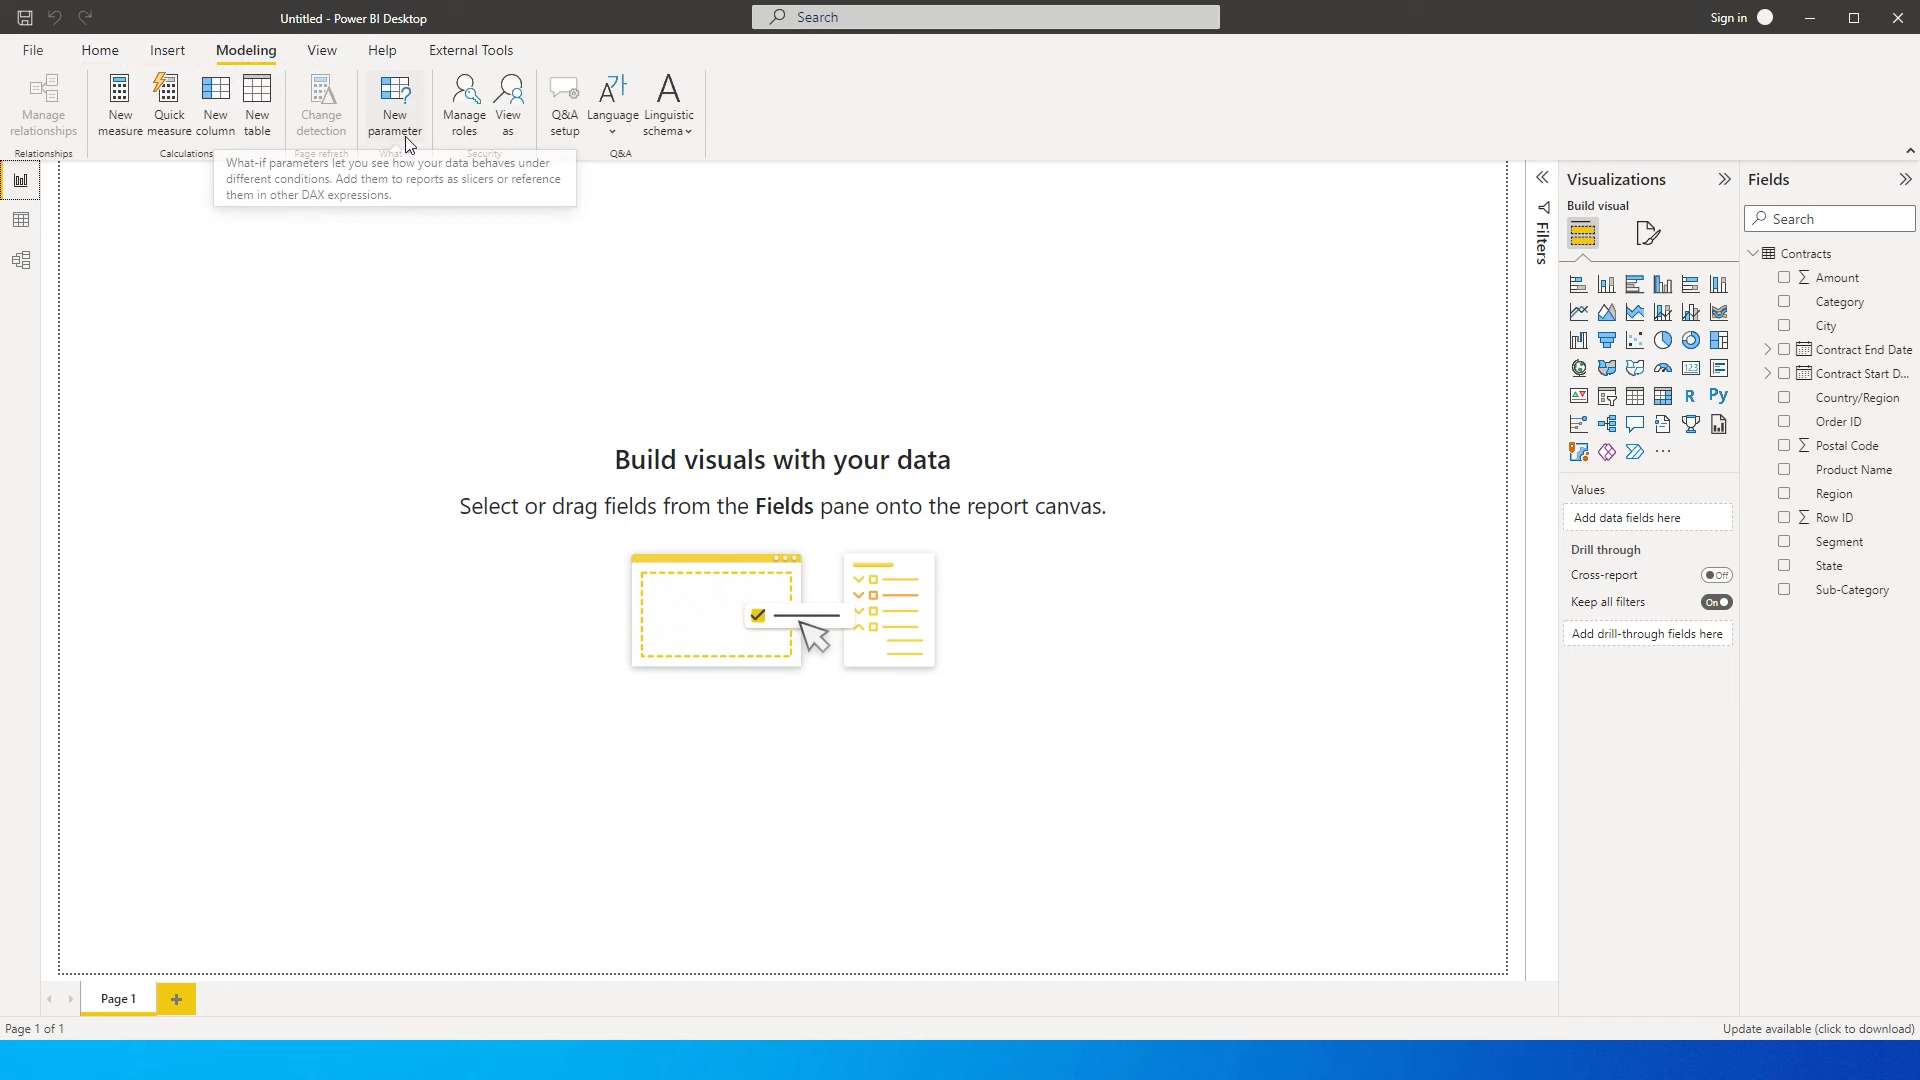 Untitled - Power BI Desktop
Search
Sign in
File
Home
Insert
Modeling
View
Help
External Tools
Manage
relationships
New
measure
Quick
measure
New
column
New
table
Change
detection
New
parameter
Manage
roles
View
as
Q&A
setup
Language
Linguistic
schema
Relationships
Calculations
Page refresh
Security
Q&A
What-if parameters let you see how your data behaves under
different conditions. Add them to reports as slicers or reference
them in other DAX expressions.
Build visuals with your data
Select or drag fields from the Fields pane onto the report canvas.
Filters
Visualizations
Build visual
123
R
Py
Values
Add data fields here
Drill through
Cross-report
Off
Keep all filters
On
Add drill-through fields here
Fields
Search
Contracts
Amount
Category
City
Contract End Date
Contract Start D...
Country/Region
Order ID
Postal Code
Product Name
Region
Row ID
Segment
State
Sub-Category
Page 1
Page 1 of 1
Update available (click to download)